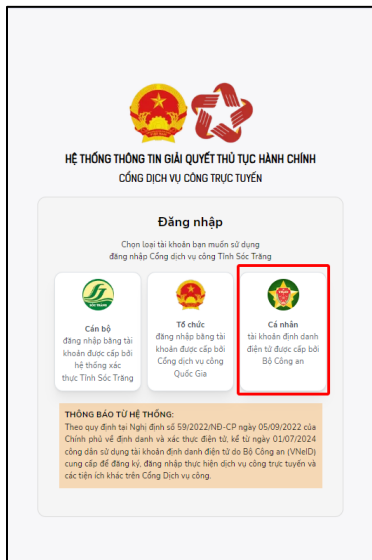 HỆ THỐNG THÔNG TIN GIẢI QUYẾT THỦ TỤC HÀNH CHÍNH
CỔNG DỊCH VỤ CÔNG TRỰC TUYẾN
Đăng nhập
Chọn loại tài khoản bạn muốn sử dụng
đăng nhập Cổng dịch vụ công Tỉnh Sóc Trăng
Cán bộ
đăng nhập bằng tài
khoản được cấp bởi
hệ thống xác
thực Tỉnh Sóc Trăng
Tổ chức
đăng nhập bằng tài
khoản được cấp bởi
Cổng dịch vụ công
Quốc Gia
Cá nhân
tài khoản định danh
điện tử được cấp bởi
Bộ Công an
THÔNG BÁO TỪ HỆ THỐNG:
Theo quy định tại Nghị định số 59/2022/NĐ-CP ngày 05/09/2022 của
Chính phủ về định danh và xác thực điện tử, kể từ ngày 01/07/2024
công dân sử dụng tài khoản định danh điện tử do Bộ Công an (VNeID)
cung cấp để đăng ký, đăng nhập thực hiện dịch vụ công trực tuyến và
các tiện ích khác trên Cổng Dịch vụ công.